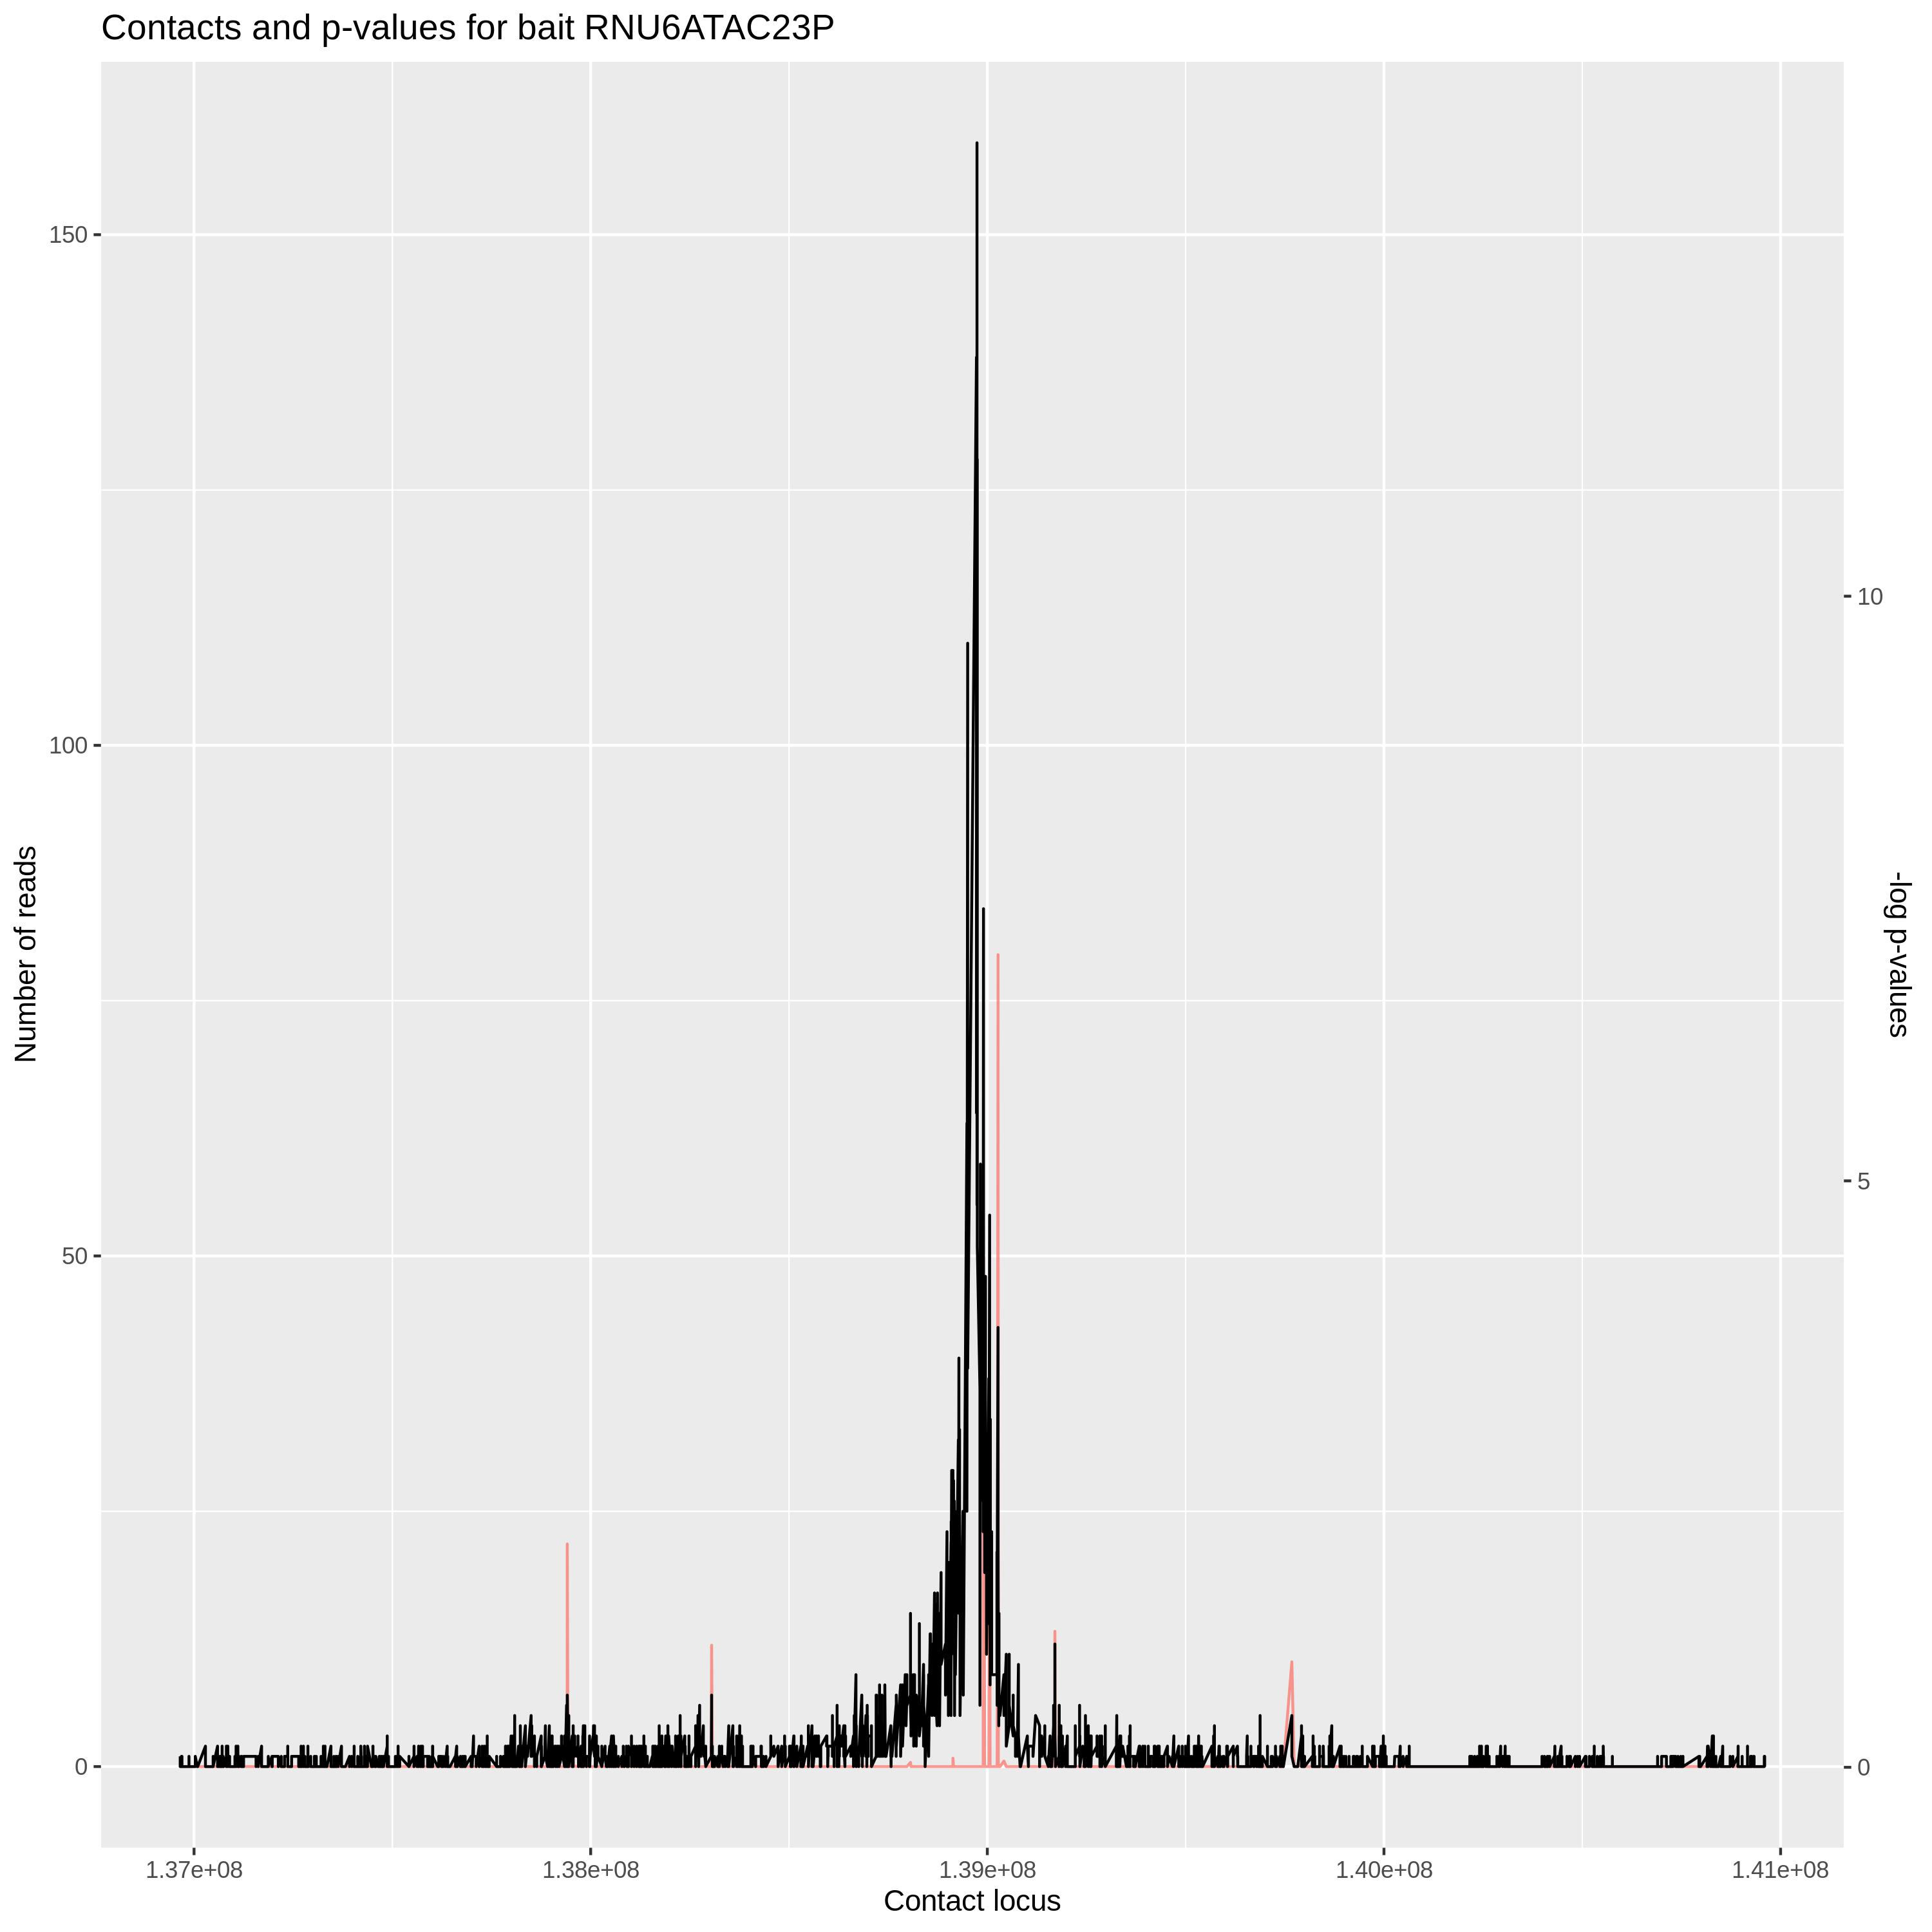 Contacts and p-values for bait RNU6ATAC23P
150
100
50
0
Number of reads
10
5
0
-log p-values
1.37e+08
1.38e+08
1.39e+08
1.40e+08
1.41e+08
Contact locus